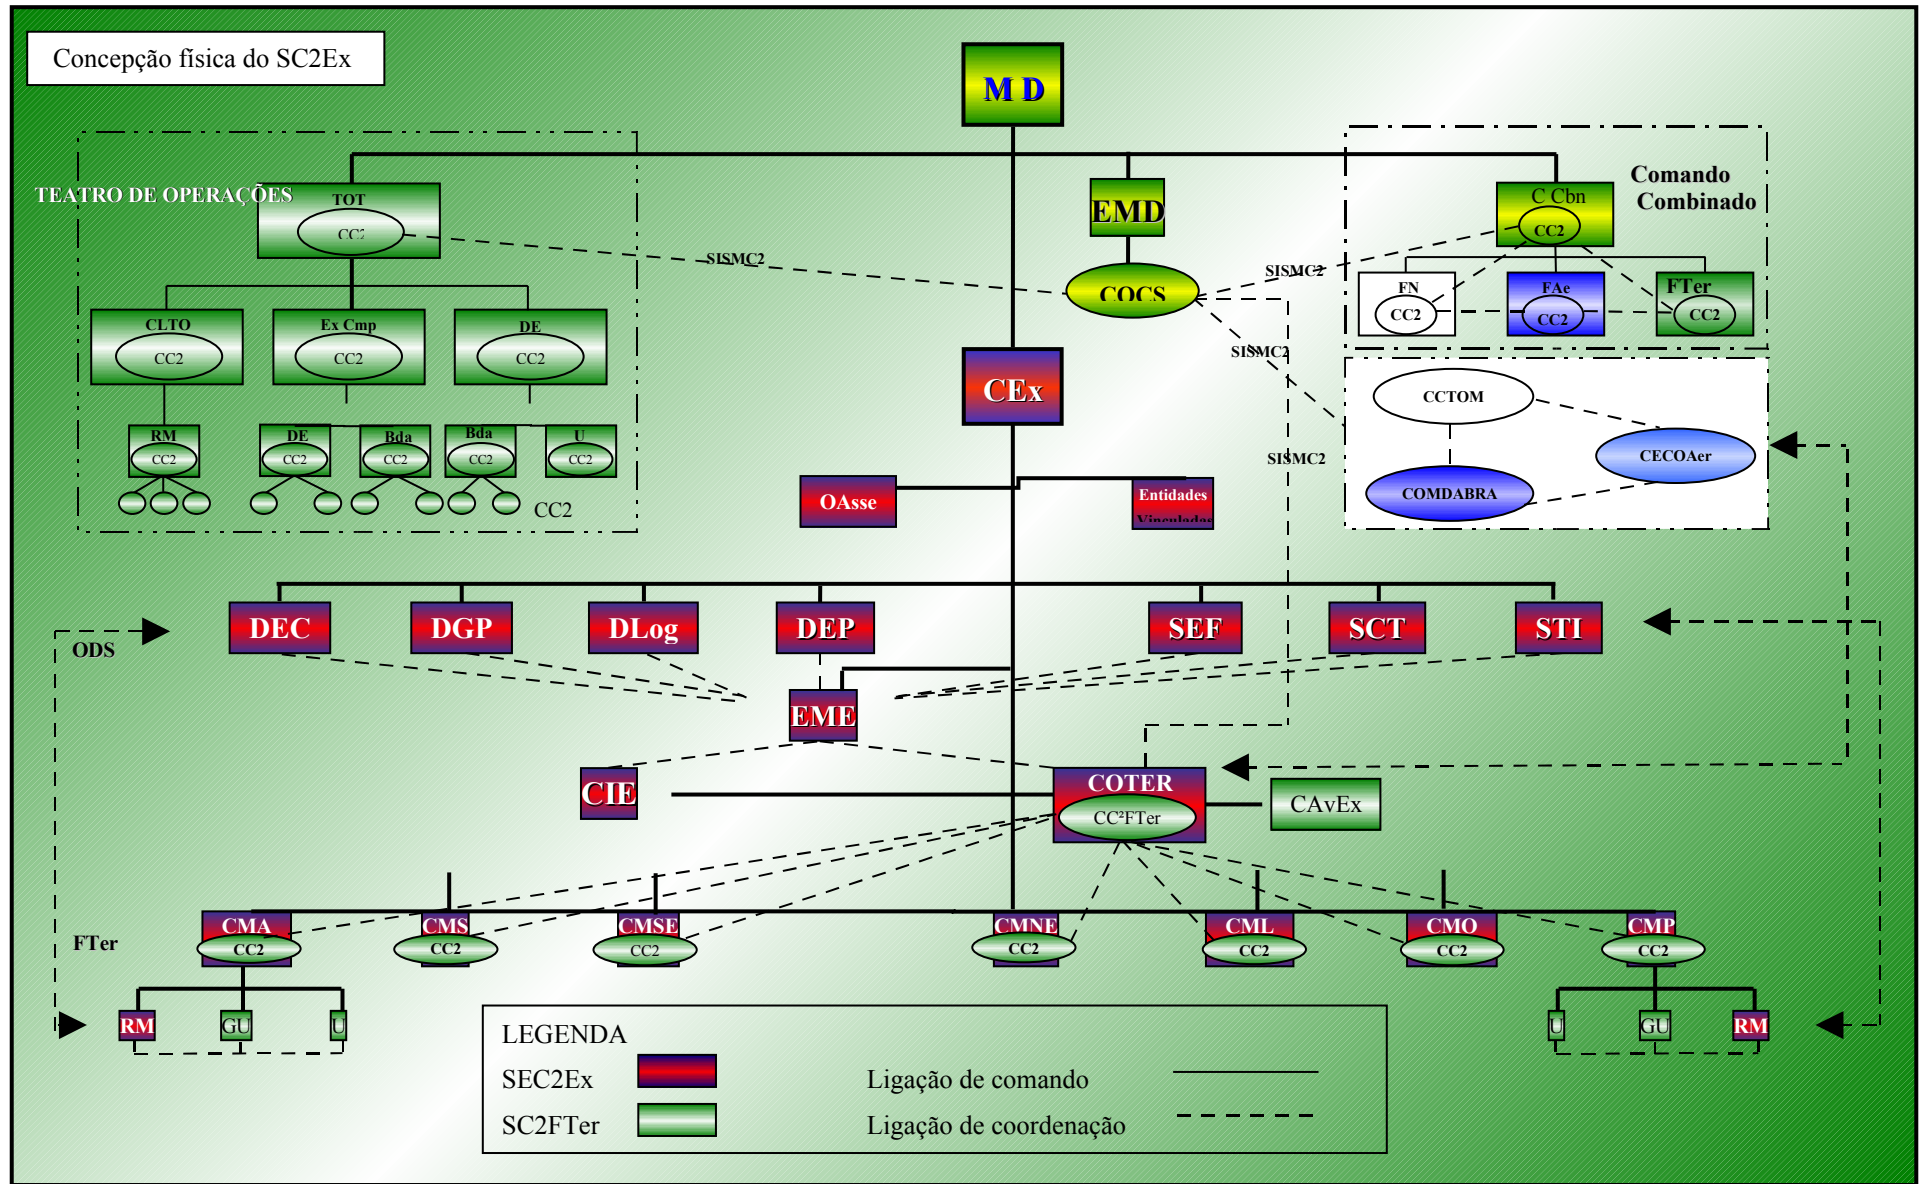 Concepção física do SC2Ex
M D
TEATRO DE OPERAÇÕES
TOT
CC2
EMD
COCS
SISMC2
SISMC2
SISMC2
SISMC2
Comando
Combinado
C Cbn
CC2
FN
CC2
FAe
CC2
FTer
CC2
CLTO
CC2
Ex Cmp
CC2
DE
CC2
RM
CC2
DE
CC2
Bda
CC2
Bda
CC2
U
CC2
CC2
CEx
CCTOM
CECOAer
COMDABRA
OAsse
Entidades
Vinculadas
ODS
DEC
DGP
DLog
DEP
SEF
SCT
STI
EME
CIE
COTER
CC²FTer
CAvEx
FTer
CMA
CC2
CMS
CC2
CMSE
CC2
CMNE
CC2
CML
CC2
CMO
CC2
CMP
CC2
RM
GU
U
U
GU
RM
LEGENDA
SEC2Ex
Ligação de comando
SC2FTer
Ligação de coordenação